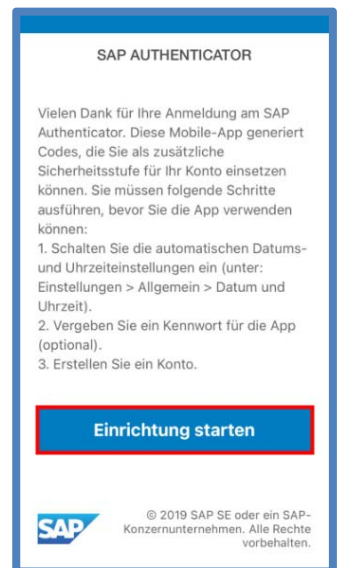 SAP AUTHENTICATOR
Vielen Dank für Ihre Anmeldung am SAP
Authenticator. Diese Mobile-App generiert
Codes, die Sie als zusätzliche
Sicherheitsstufe für Ihr Konto einsetzen
können. Sie müssen folgende Schritte
ausführen, bevor Sie die App verwenden
können:
1. Schalten Sie die automatischen Datums-
und Uhrzeiteinstellungen ein (unter:
Einstellungen > Allgemein > Datum und
Uhrzeit).
2. Vergeben Sie ein Kennwort für die App
(optional).
3. Erstellen Sie ein Konto.
Einrichtung starten
SAP
© 2019 SAP SE oder ein SAP-
Konzernunternehmen. Alle Rechte
vorbehalten.